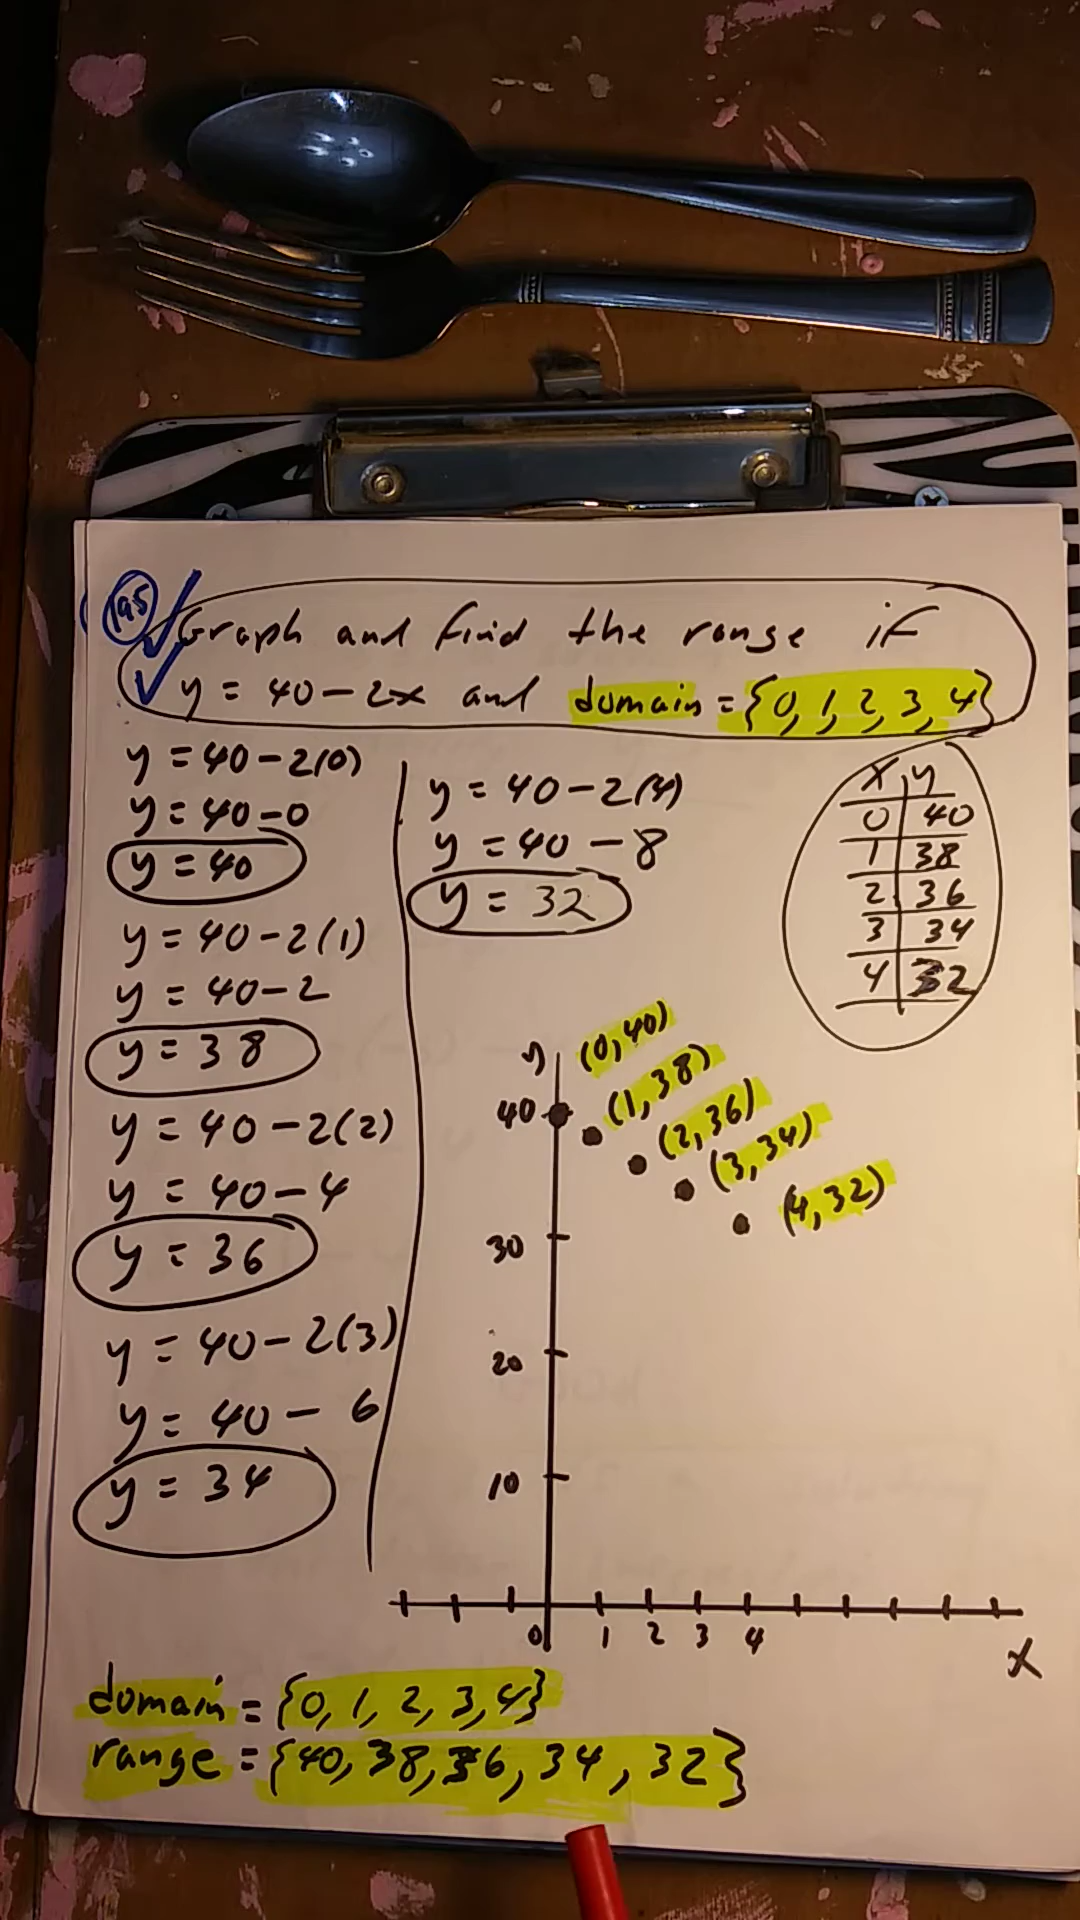 195
Graph and find the range if
y = 40 - 2x and domain = {0, 1, 2, 3, 4}
y = 40 - 2(0)
y = 40 - 0
y = 40
y = 40 - 2(1)
y = 40 - 2
y = 38
y = 40 - 2(2)
y = 40 - 4
y = 36
y = 40 - 2(3)
y = 40 - 6
y = 34
y = 40 - 2(4)
y = 40 - 8
y = 32
x y
0 40
1 38
2 36
3 34
4 32
y (0, 40)
40 (1, 38)
(2, 36)
(3, 34)
(4, 32)
30
20
10
0 1 2 3 4
x
domain = {0, 1, 2, 3, 4}
range = {40, 38, 36, 34, 32}